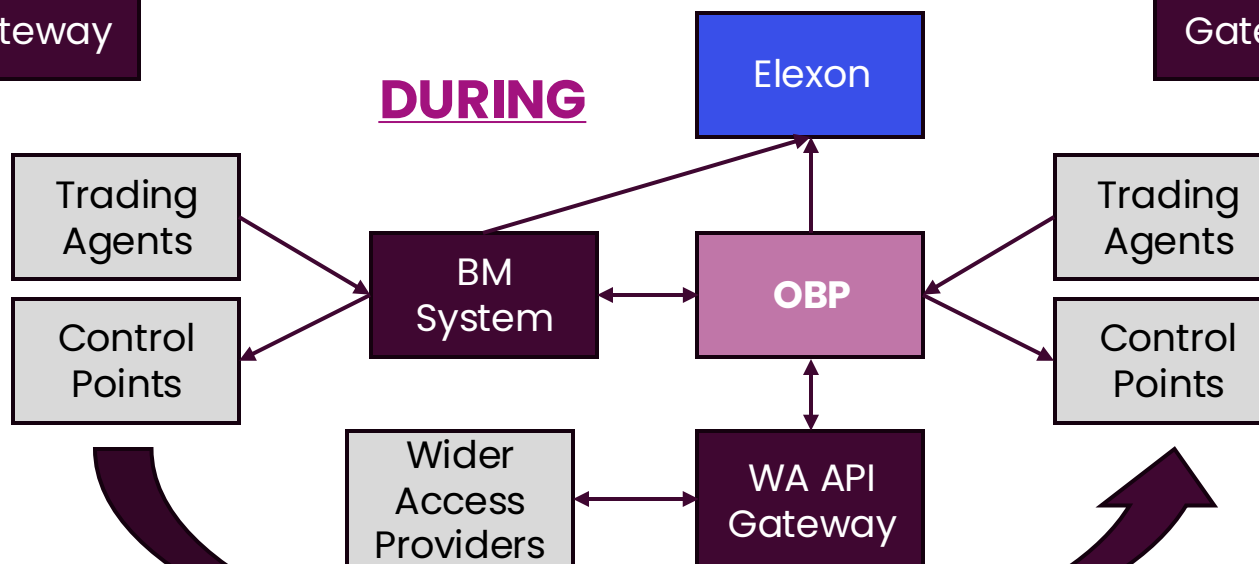 teway
Elexon
Gate
DURING
Trading
Agents
Control
Points
BM
System
OBP
Trading
Agents
Control
Points
Wider
Access
Providers
WA API
Gateway